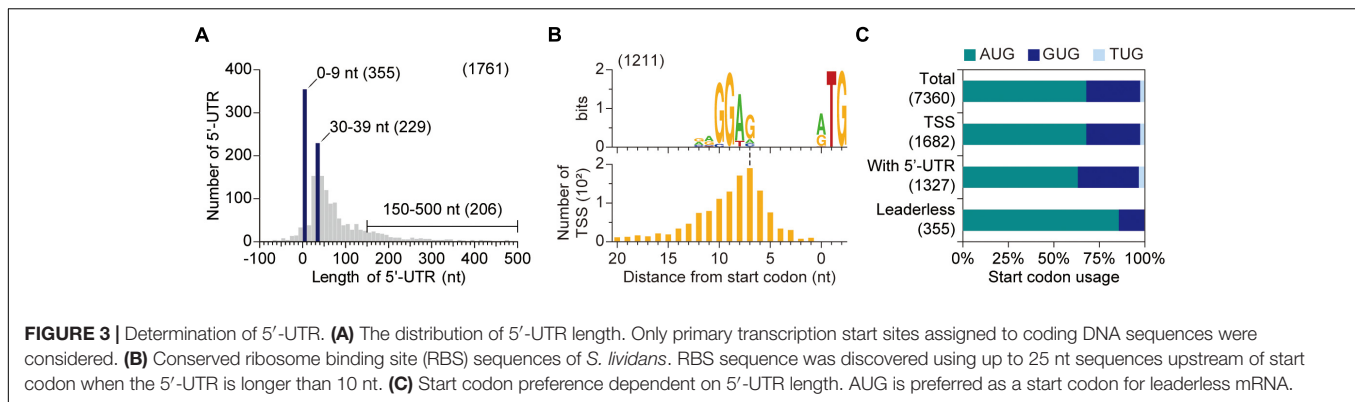 A
(1761)
0-9 nt (355)
30-39 nt (229)
150-500 nt (206)
Number of 5'-UTR
400
300
200
100
0
-100 0 100 200 300 400 500
Length of 5'-UTR (nt)
B
(1211)
bits
2
1
0
GGAG
ATG
G
Number of
TSS (10²)
2
1
0
20 15 10 5 0
Distance from start codon (nt)
C
AUG GUG TUG
Total
(7360)
TSS
(1682)
With 5'-UTR
(1327)
Leaderless
(355)
0% 25% 50% 75% 100%
Start codon usage
FIGURE 3 | Determination of 5′-UTR. (A) The distribution of 5′-UTR length. Only primary transcription start sites assigned to coding DNA sequences were
considered. (B) Conserved ribosome binding site (RBS) sequences of S. lividans. RBS sequence was discovered using up to 25 nt sequences upstream of start
codon when the 5′-UTR is longer than 10 nt. (C) Start codon preference dependent on 5′-UTR length. AUG is preferred as a start codon for leaderless mRNA.